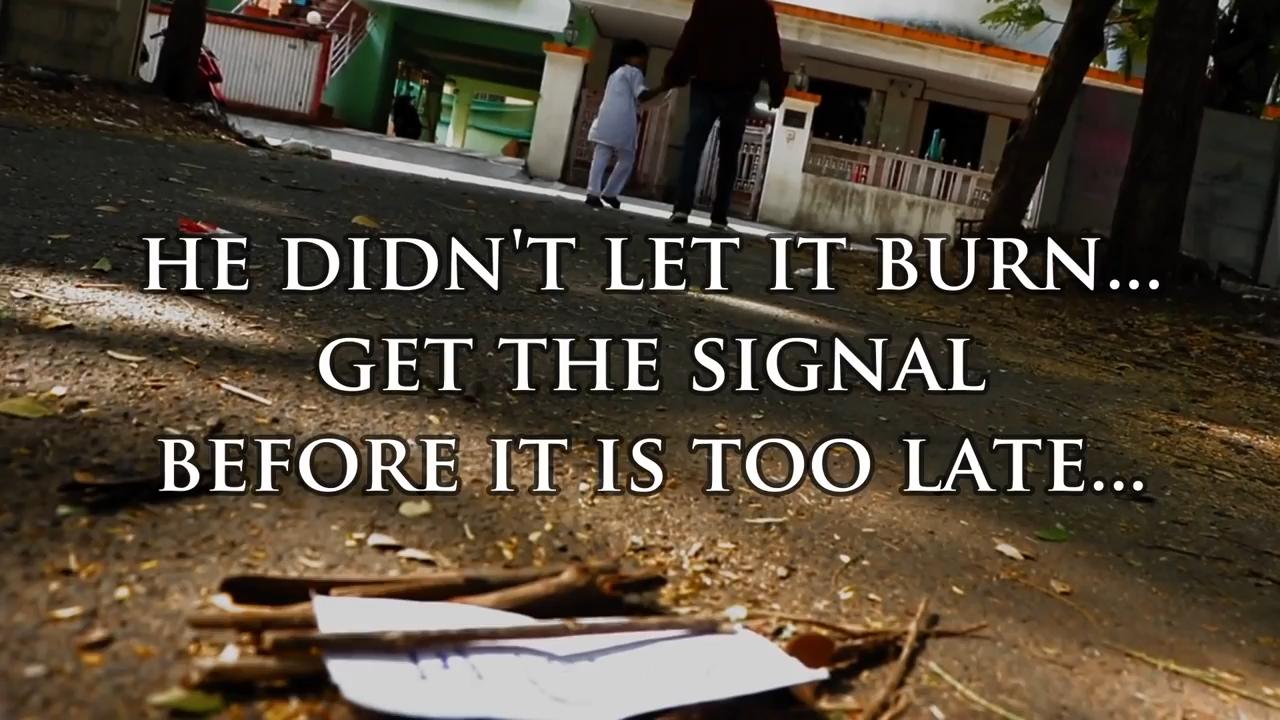 HE DIDN'T LET IT BURN...
GET THE SIGNAL
BEFORE IT IS TOO LATE...